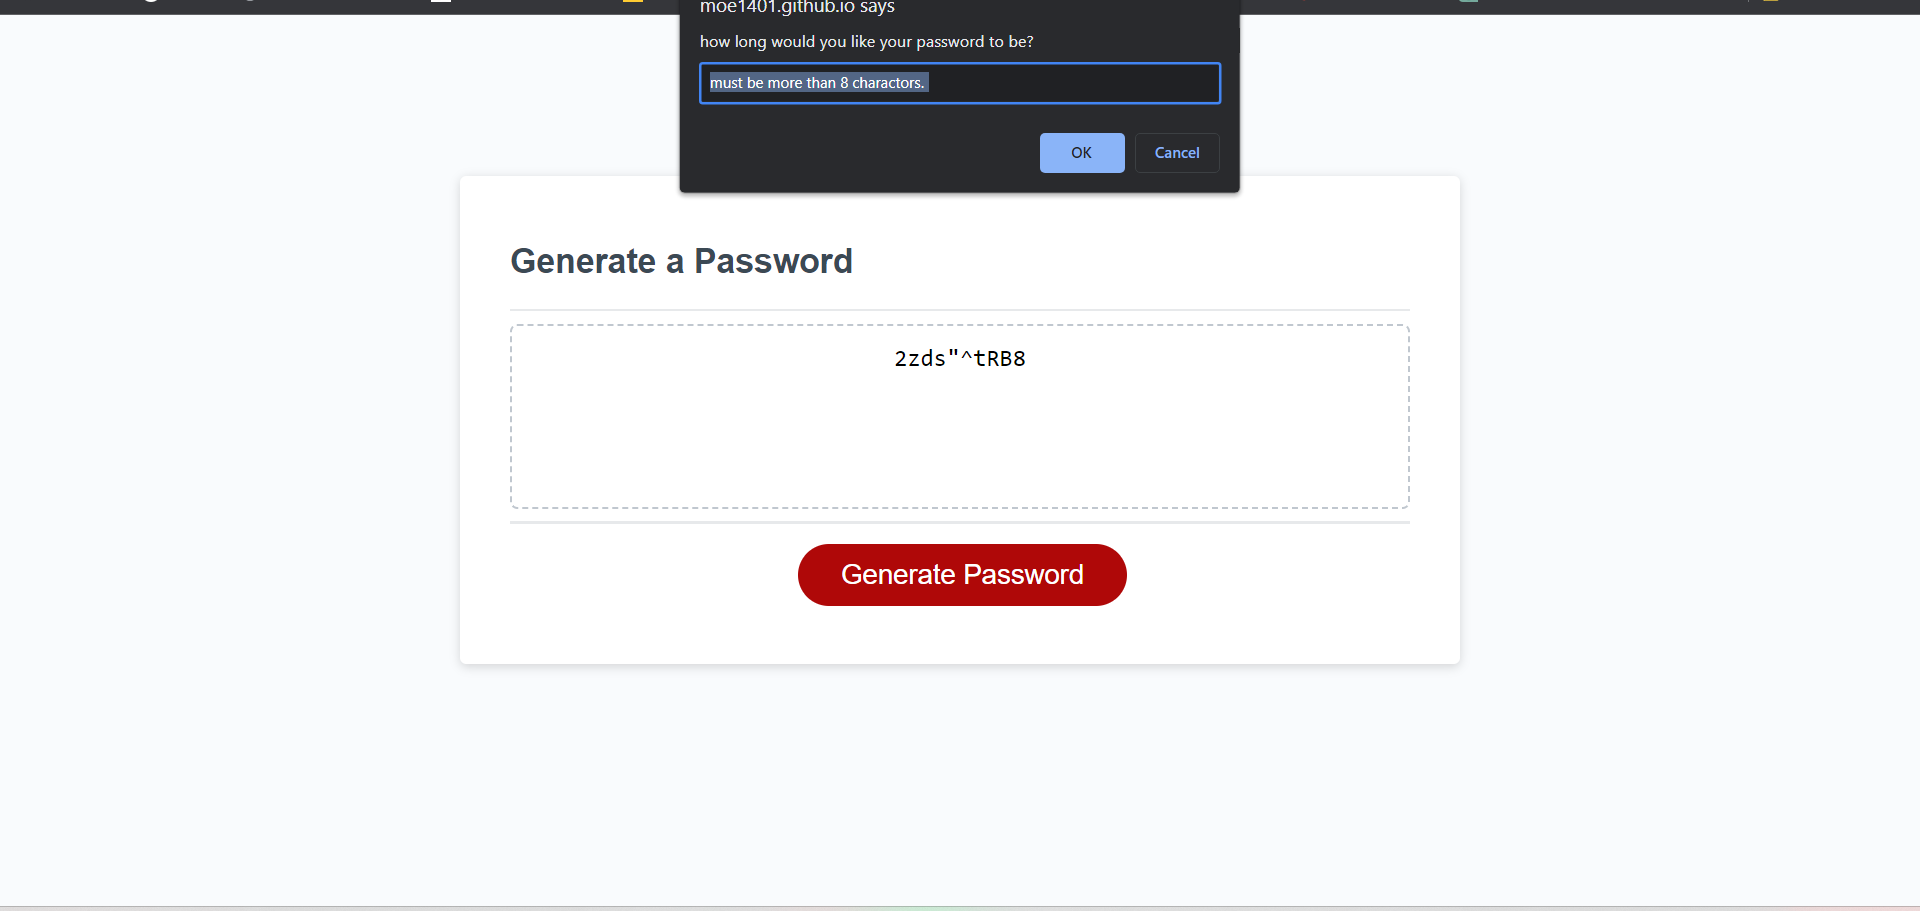 moe1401.github.io says
how long would you like your password to be?
must be more than 8 charactors.
OK
Cancel
Generate a Password
2zds"^tRB8
Generate Password